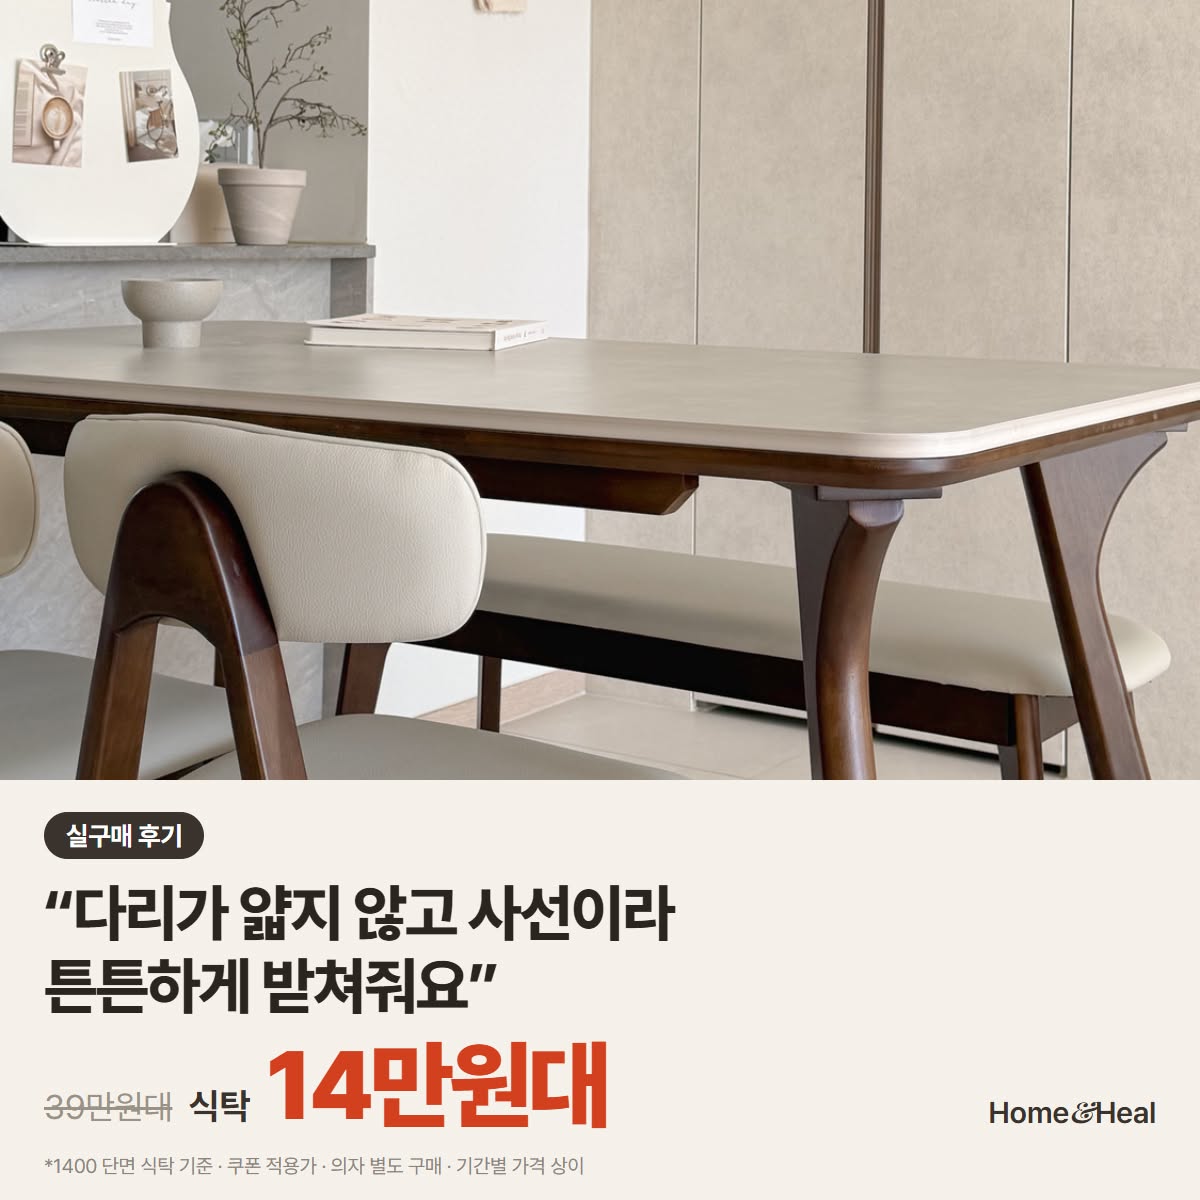 실구매 후기
“다리가 얇지 않고 사선이라
튼튼하게 받쳐줘요”
39만원대 식탁 14만원대
Home&Heal
*1400 단면 식탁 기준 · 쿠폰 적용가 · 의자 별도 구매 · 기간별 가격 상이